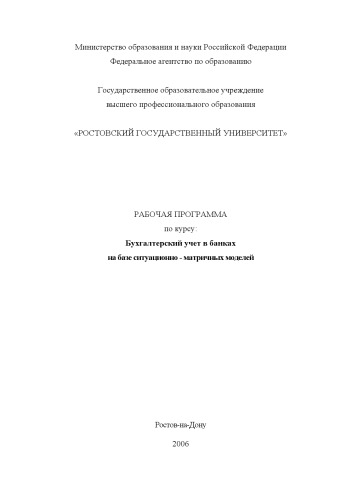 Министерство образования и науки Российской Федерации
Федеральное агентство по образованию
Государственное образовательное учреждение
высшего профессионального образования
«РОСТОВСКИЙ ГОСУДАРСТВЕННЫЙ УНИВЕРСИТЕТ»
РАБОЧАЯ ПРОГРАММА
по курсу:
Бухгалтерский учет в банках
на базе ситуационно - матричных моделей
Ростов-на-Дону
2006